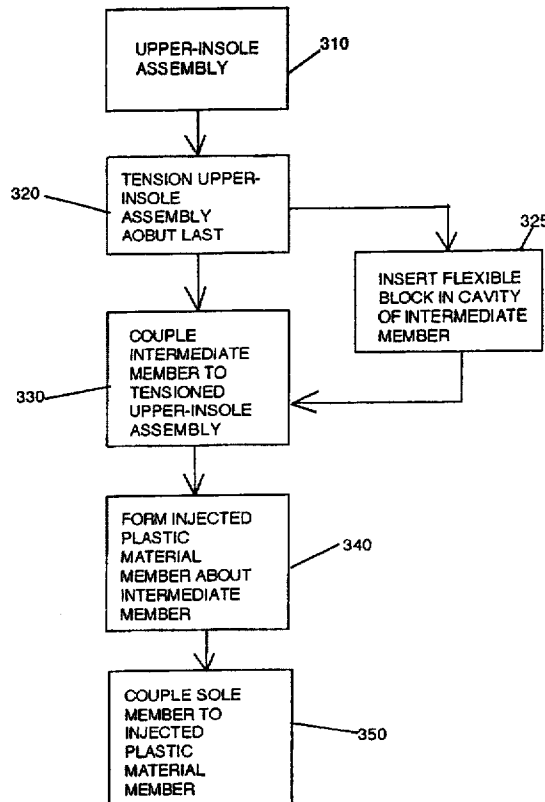 UPPER-INSOLE
ASSEMBLY
310
TENSION UPPER-
INSOLE
ASSEMBLY
AOBUT LAST
320
325
INSERT FLEXIBLE
BLOCK IN CAVITY
OF INTERMEDIATE
MEMBER
COUPLE
INTERMEDIATE
MEMBER TO
TENSIONED
UPPER-INSOLE
ASSEMBLY
330
FORM INJECTED
PLASTIC
MATERIAL
MEMBER ABOUT
INTERMEDIATE
MEMBER
340
COUPLE SOLE
MEMBER TO
INJECTED
PLASTIC
MATERIAL
MEMBER
350